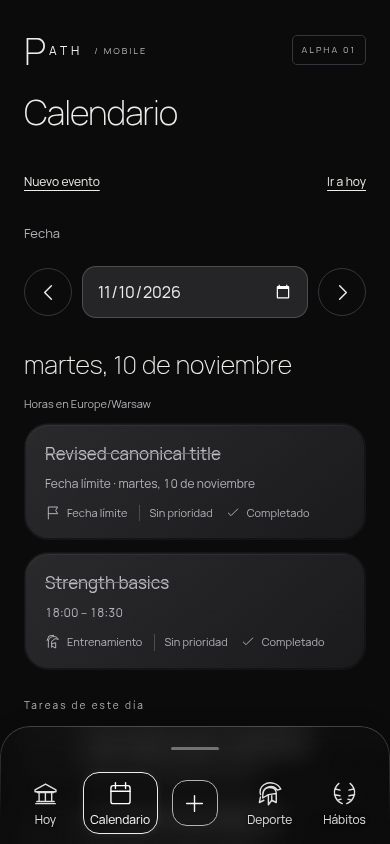 PATH / MOBILE ALPHA 01
Calendario
Nuevo evento Ir a hoy
Fecha
11/10/2026
martes, 10 de noviembre
Horas en Europe/Warsaw
Revised canonical title
Fecha límite · martes, 10 de noviembre
Fecha límite Sin prioridad Completado
Strength basics
18:00 – 18:30
Entrenamiento Sin prioridad Completado
Tareas de este día
Hoy Calendario Deporte Hábitos